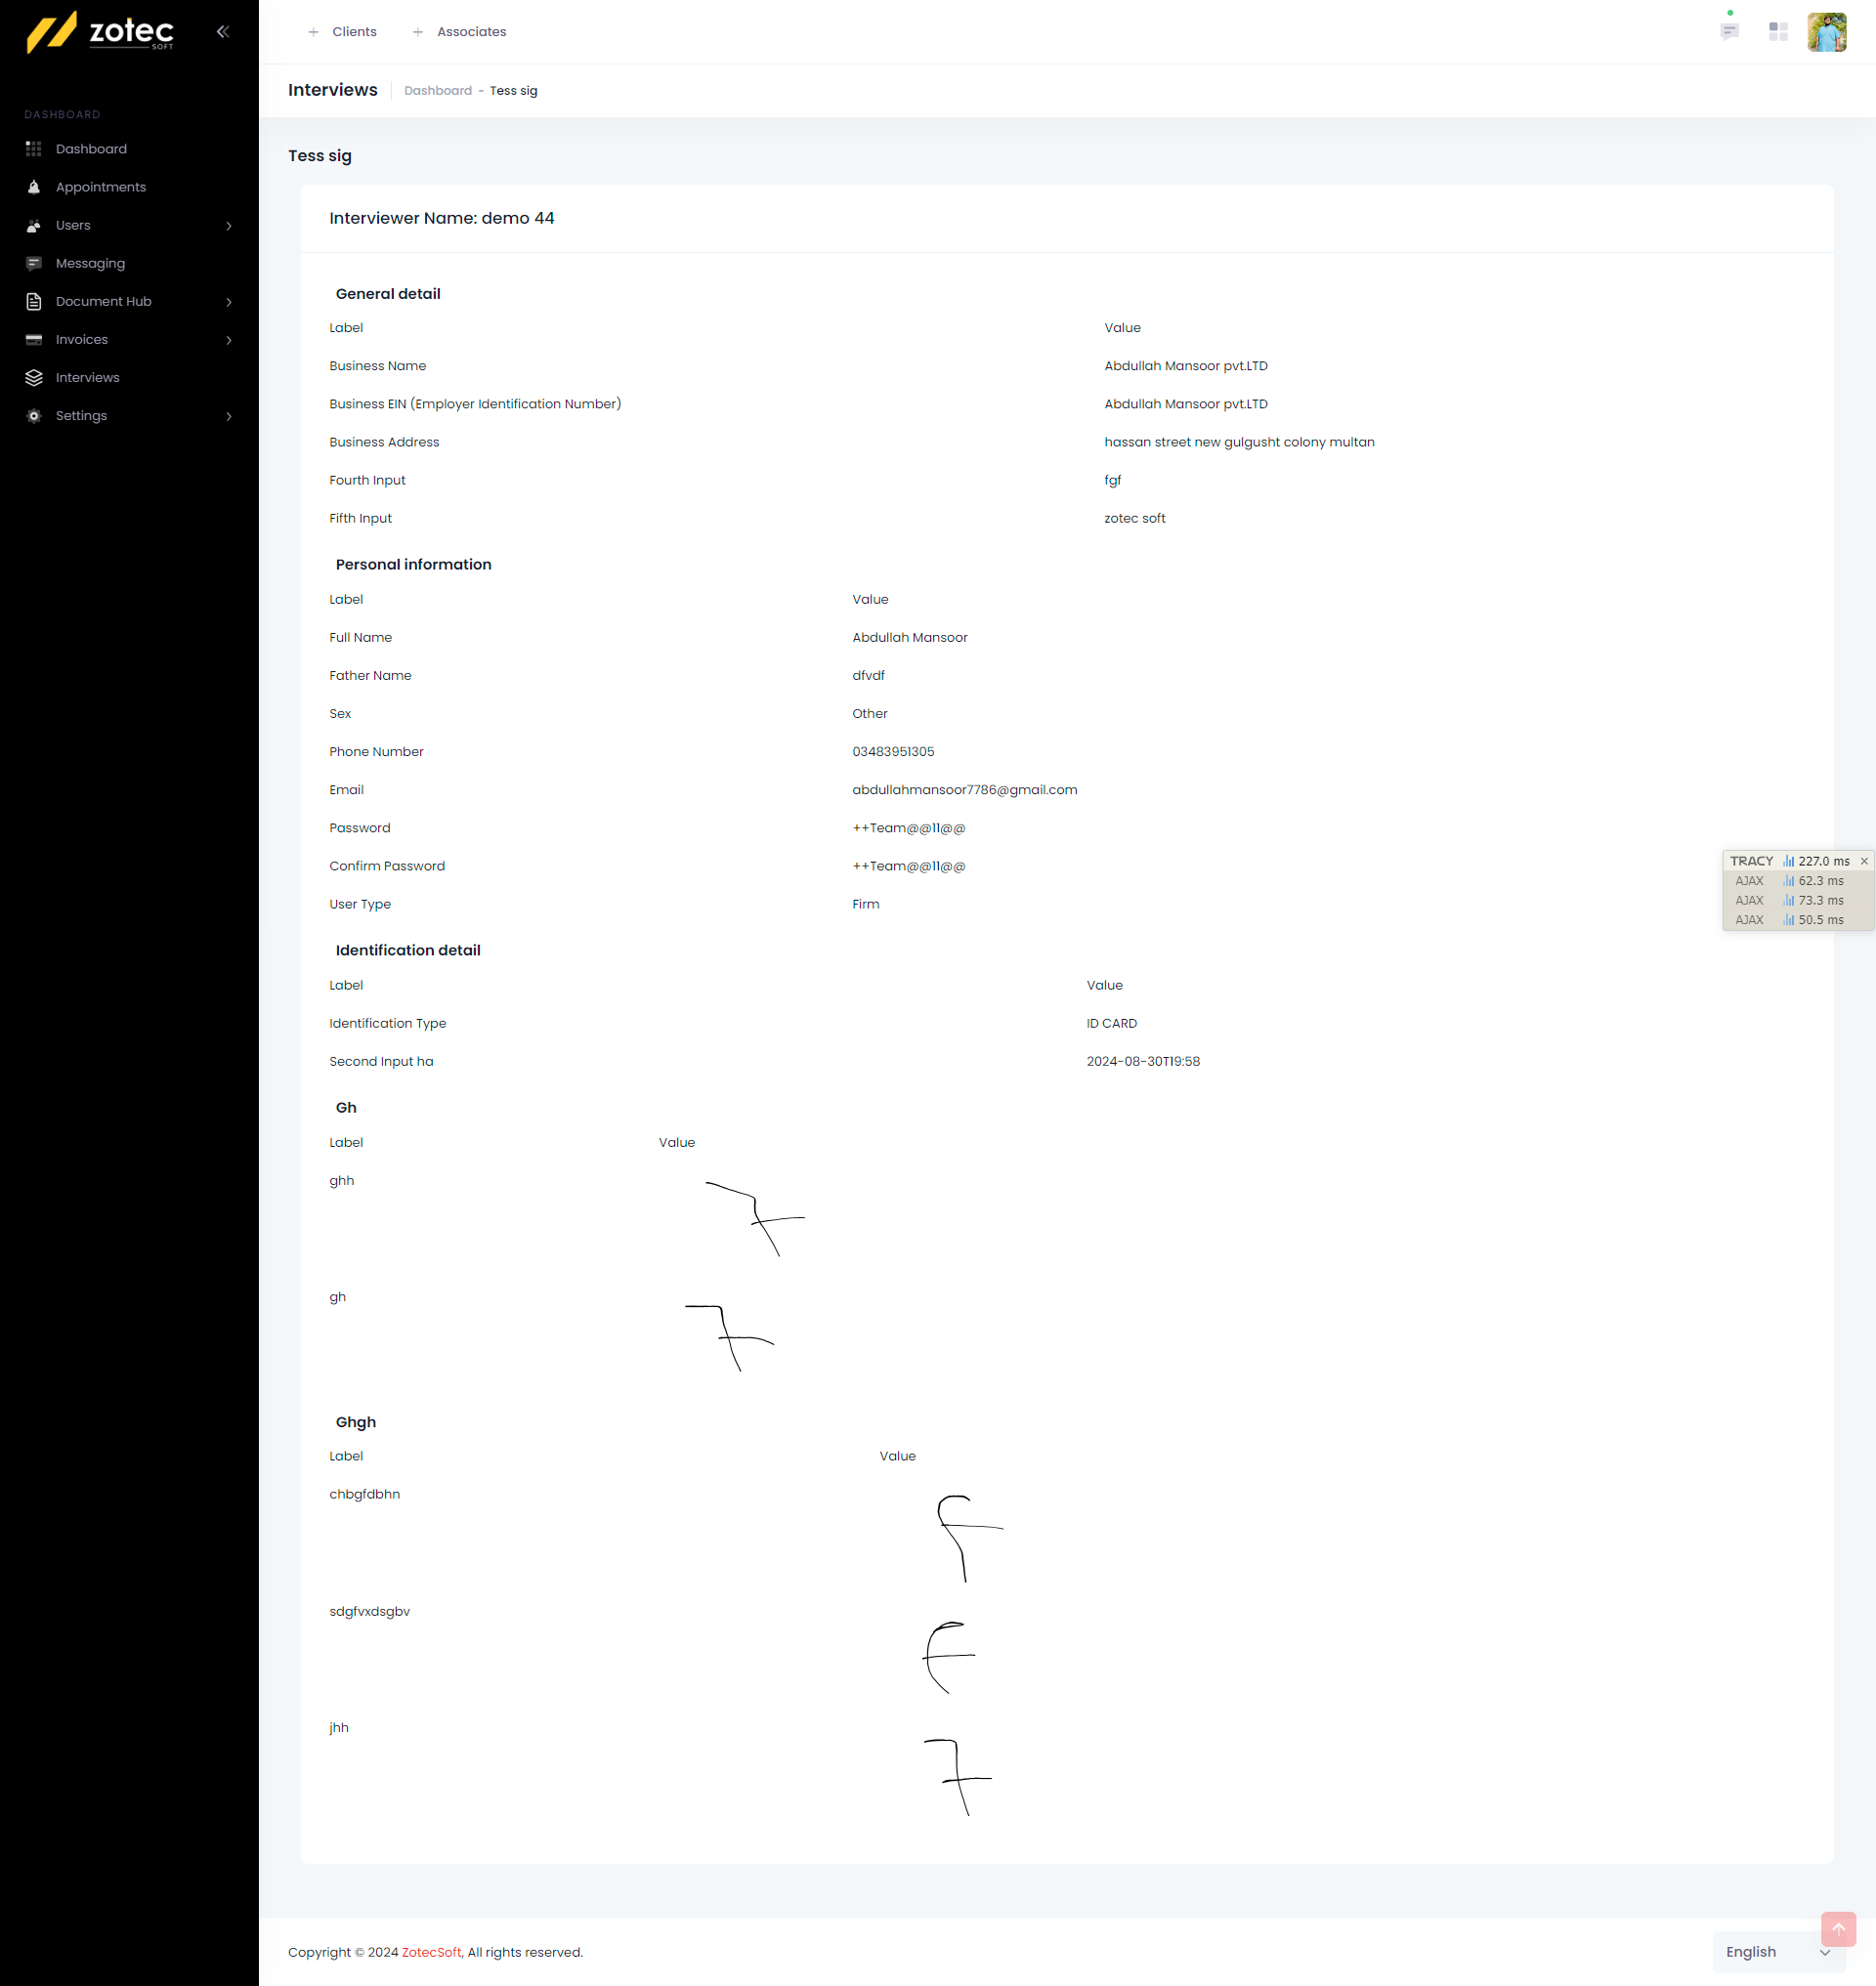 zotec
SOFT
Clients
Associates
Interviews
Dashboard - Tess sig
DASHBOARD
Dashboard
Appointments
Users
Messaging
Document Hub
Invoices
Interviews
Settings
Tess sig
Interviewer Name: demo 44
General detail
Label Value
Business Name Abdullah Mansoor pvt.LTD
Business EIN (Employer Identification Number) Abdullah Mansoor pvt.LTD
Business Address hassan street new gulgusht colony multan
Fourth Input fgf
Fifth Input zotec soft
Personal information
Label Value
Full Name Abdullah Mansoor
Father Name dfvdf
Sex Other
Phone Number 03483951305
Email abdullahmansoor7786@gmail.com
Password ++Team@@11@@
Confirm Password ++Team@@11@@
User Type Firm
TRACY 227.0 ms ×
AJAX 62.3 ms
AJAX 73.3 ms
AJAX 50.5 ms
Identification detail
Label Value
Identification Type ID CARD
Second Input ha 2024-08-30T19:58
Gh
Label Value
ghh
gh
Ghgh
Label Value
chbgfdbhn
sdgfvxdsgbv
jhh
Copyright © 2024 ZotecSoft, All rights reserved.
English